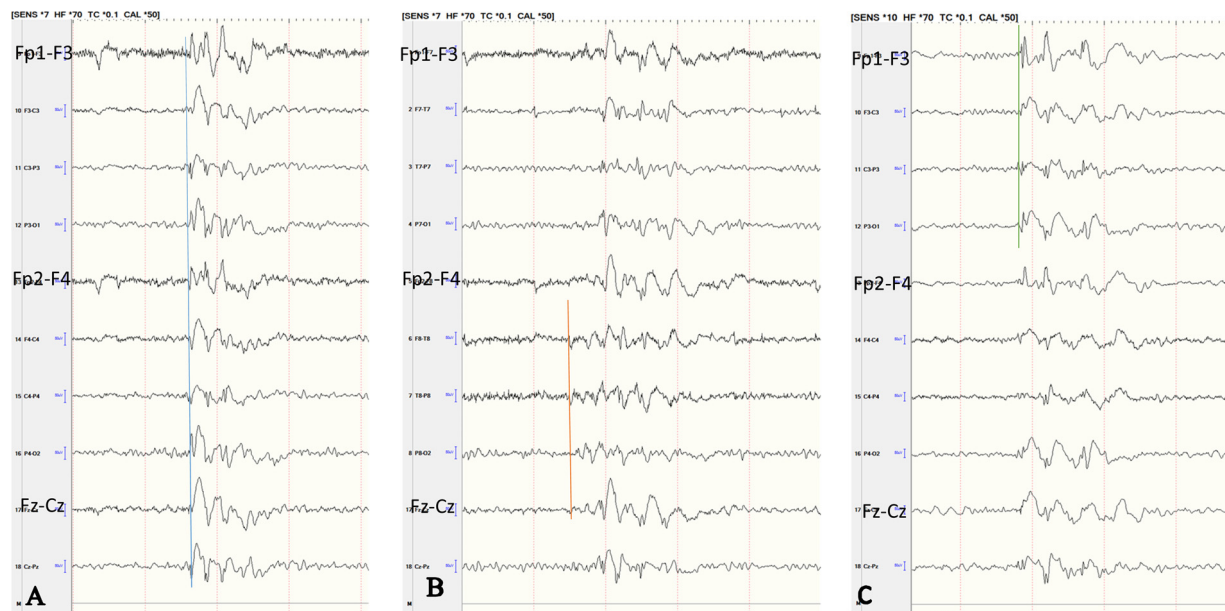 [SENS *7 HF *70 TC *0.1 CAL *50]
Fp1-F3
10 F3-C3
11 C3-P3
12 P3-O1
Fp2-F4
14 F4-C4
15 C4-P4
16 P4-O2
Fz-Cz
17
18 Cz-Pz
M
A
[SENS *7 HF *70 TC *0.1 CAL *50]
Fp1-F3
2 F7-T7
3 T7-P7
4 P7-O1
Fp2-F4
6 F8-T8
7 T8-P8
8 P8-O2
Fz-Cz
17
18 Cz-Pz
M
B
[SENS *10 HF *70 TC *0.1 CAL *50]
Fp1-F3
10 F3-C3
11 C3-P3
12 P3-O1
Fp2-F4
14 F4-C4
15 C4-P4
16 P4-O2
Fz-Cz
17
18 Cz-Pz
M
C